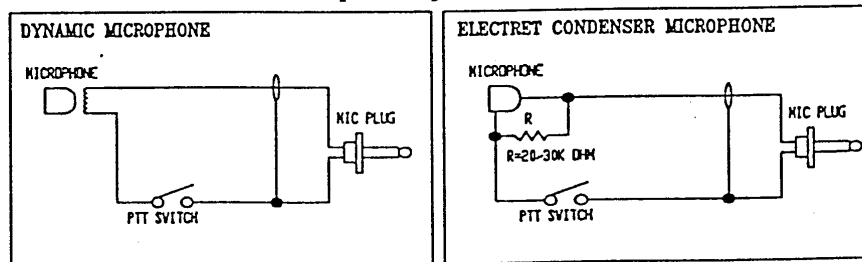 DYNAMIC MICROPHONE
MICROPHONE
MIC PLUG
PTT SWITCH
ELECTRET CONDENSER MICROPHONE
MICROPHONE
R
R=20-30K OHM
MIC PLUG
PTT SWITCH